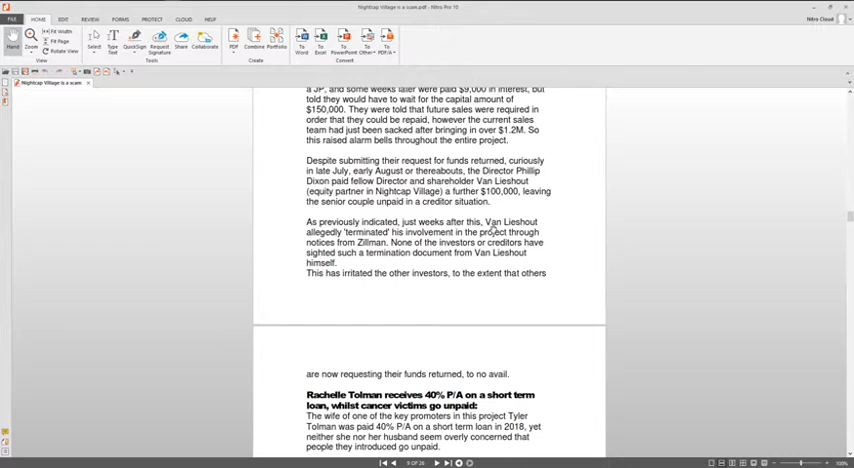 Nightcap Village is a scam.pdf - Nitro Pro 10
FILE HOME EDIT REVIEW FORMS PROTECT CLOUD HELP Nitro Cloud
Hand Zoom Fit Width Fit Page Rotate View Select Type Text QuickSign Request Signature Share Collaborate PDF Combine Portfolio To Word To Excel To PowerPoint To Other To PDF/A
View Tools Create Convert
Nightcap Village is a scam
a JP, and some weeks later were paid $9,000 in interest, but
told they would have to wait for the capital amount of
$150,000. They were told that future sales were required in
order that they could be repaid, however the current sales
team had just been sacked after bringing in over $1.2M. So
this raised alarm bells throughout the entire project.
Despite submitting their request for funds returned, curiously
in late July, early August or thereabouts, the Director Phillip
Dixon paid fellow Director and shareholder Van Lieshout
(equity partner in Nightcap Village) a further $100,000, leaving
the senior couple unpaid in a creditor situation.
As previously indicated, just weeks after this, Van Lieshout
allegedly 'terminated' his involvement in the project through
notices from Zillman. None of the investors or creditors have
sighted such a termination document from Van Lieshout
himself.
This has irritated the other investors, to the extent that others
are now requesting their funds returned, to no avail.
Rachelle Tolman receives 40% P/A on a short term
loan, whilst cancer victims go unpaid:
The wife of one of the key promoters in this project Tyler
Tolman was paid 40% P/A on a short term loan in 2018, yet
neither she nor her husband seem overly concerned that
people they introduced go unpaid.
9 OF 26
100%